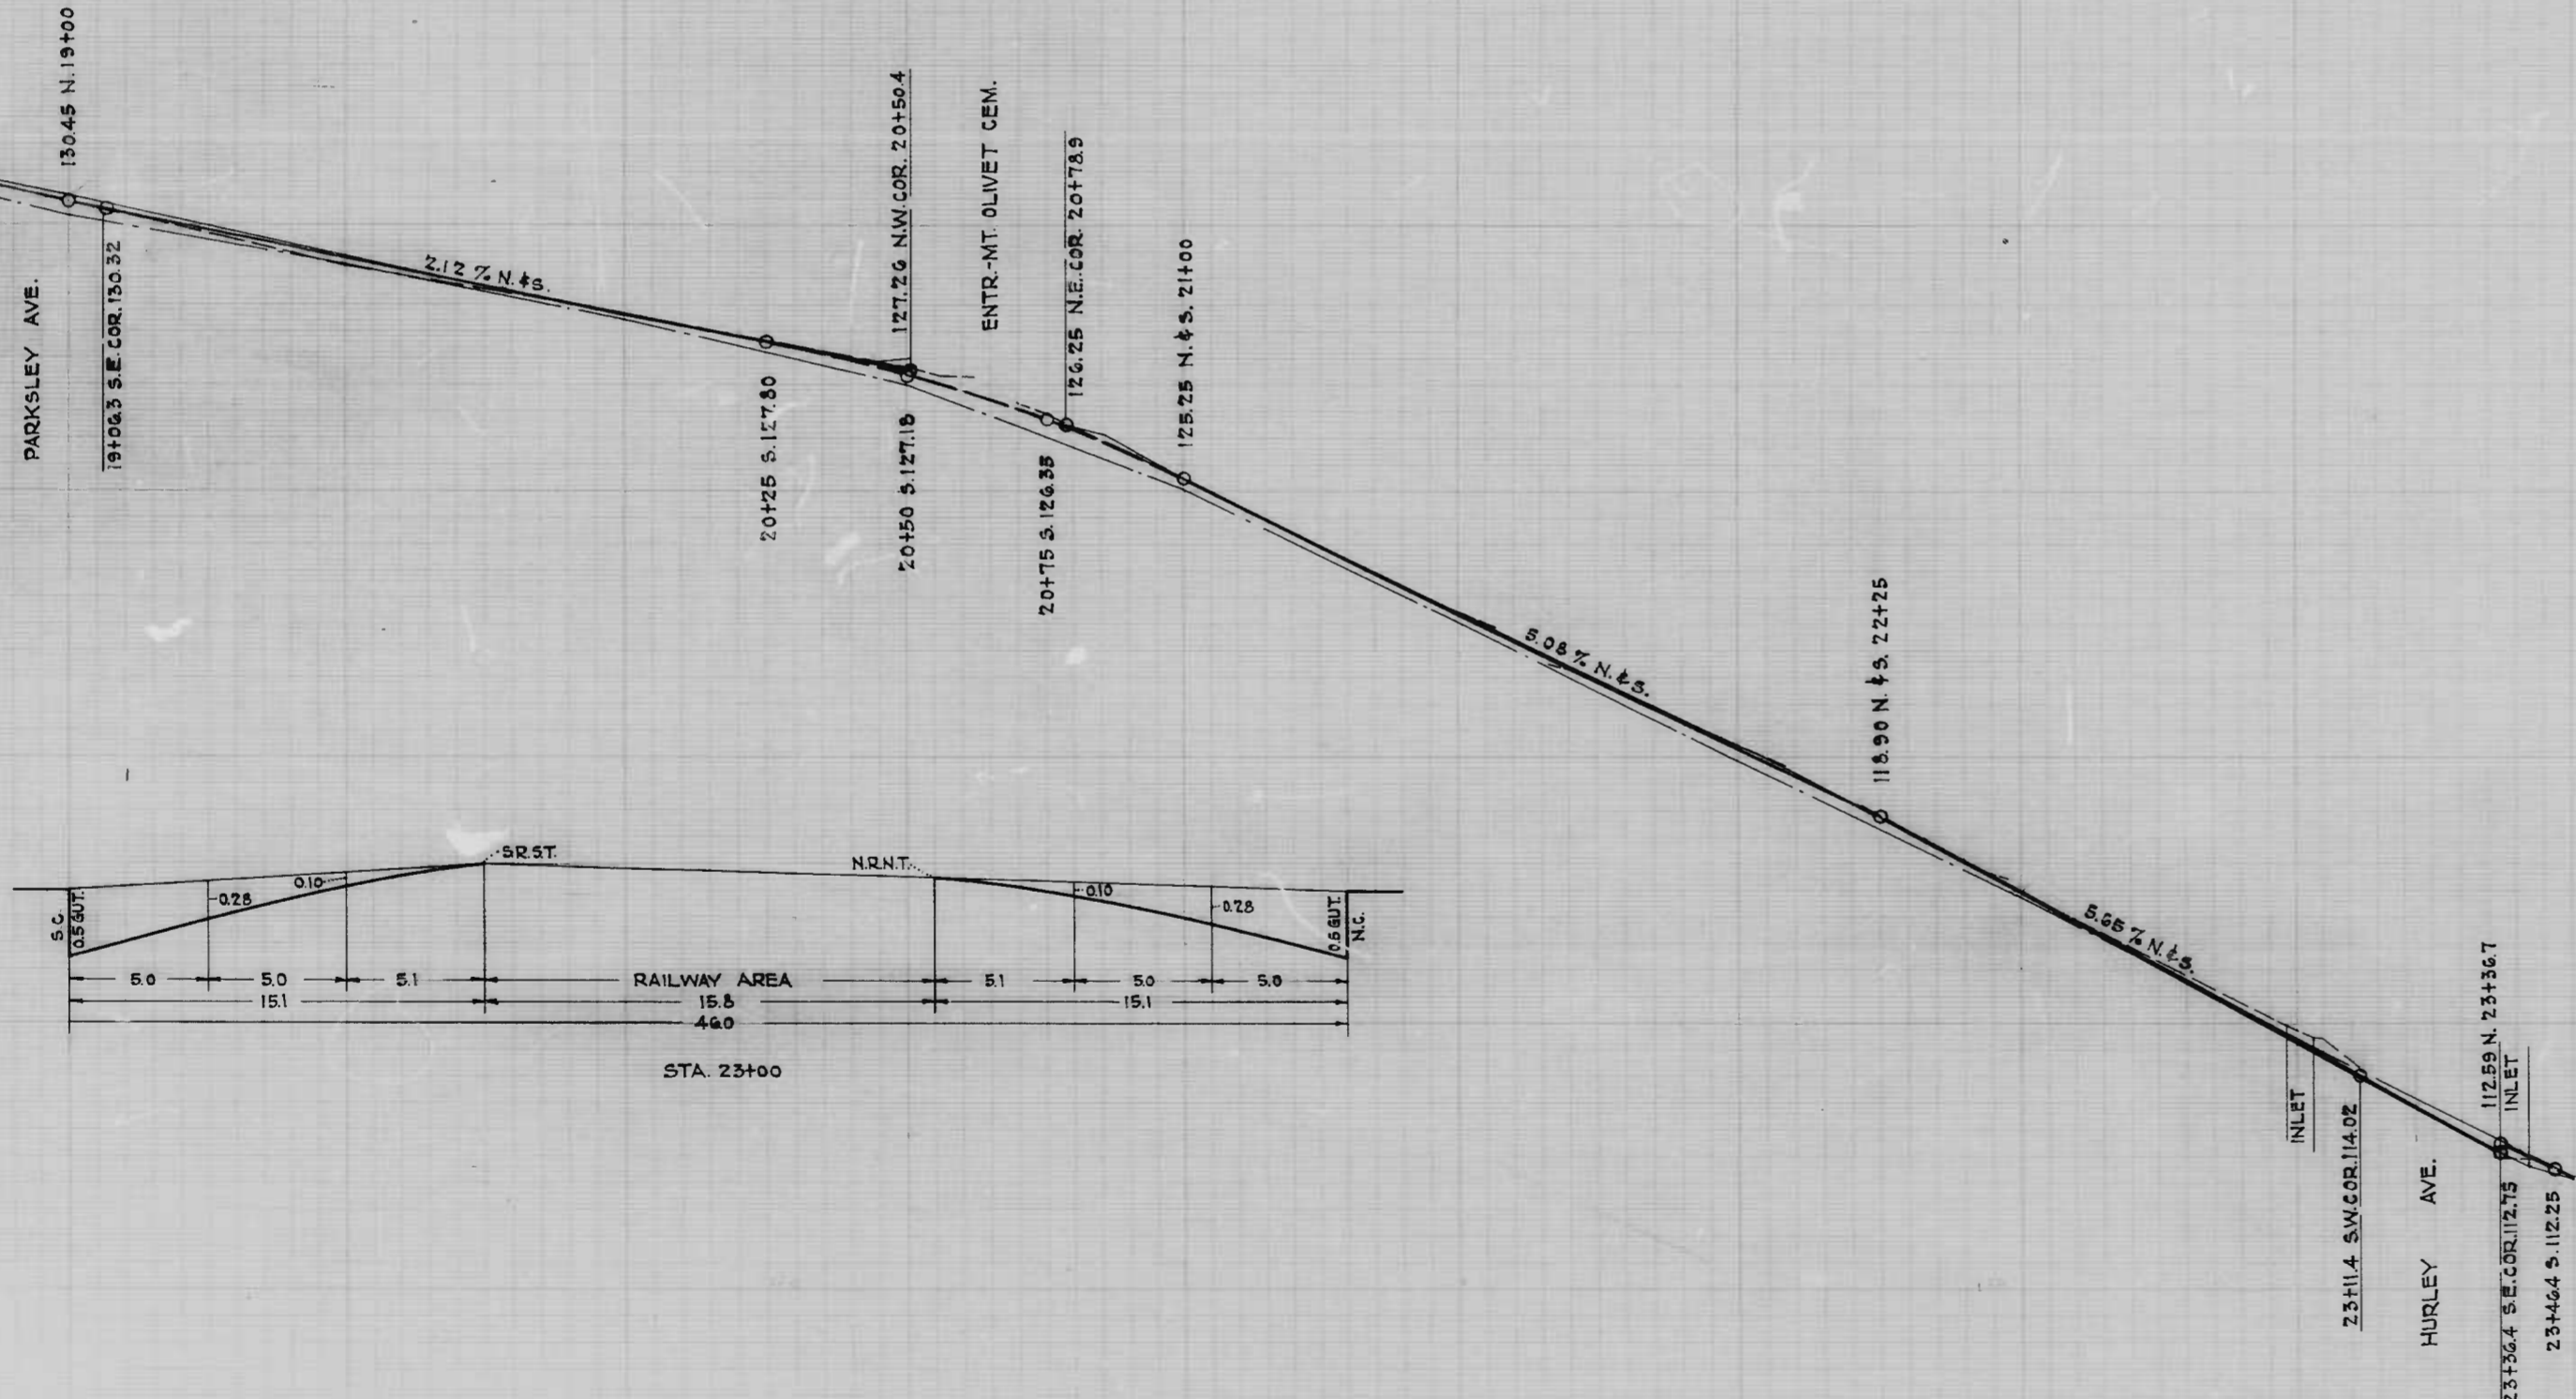 130.45 N. 19+00
PARKSLEY AVE.
19+06.3 S.E. COR. 130.32
2.12 % N. & S.
20+25 S. 127.80
127.26 N.W. COR. 20+50.4
20+50 S. 127.18
ENTR.-MT. OLIVET CEM.
20+75 S. 126.35
126.25 N.E. COR. 20+78.9
125.25 N. & S. 21+00
5.08 % N. & S.
118.90 N. & S. 22+25
5.65 % N. & S.
INLET
23+11.4 S.W. COR. 114.02
HURLEY AVE.
112.59 N. 23+36.7
INLET
23+36.4 S.E. COR. 112.75
23+46.4 S. 112.25
S.R.S.T.
N.R.N.T.
S.C.
0.5 GUT.
0.28
0.10
0.10
0.28
0.5 GUT.
N.C.
5.0 5.0 5.1 RAILWAY AREA 5.1 5.0 5.0
15.1 15.8 15.1
46.0
STA. 23+00